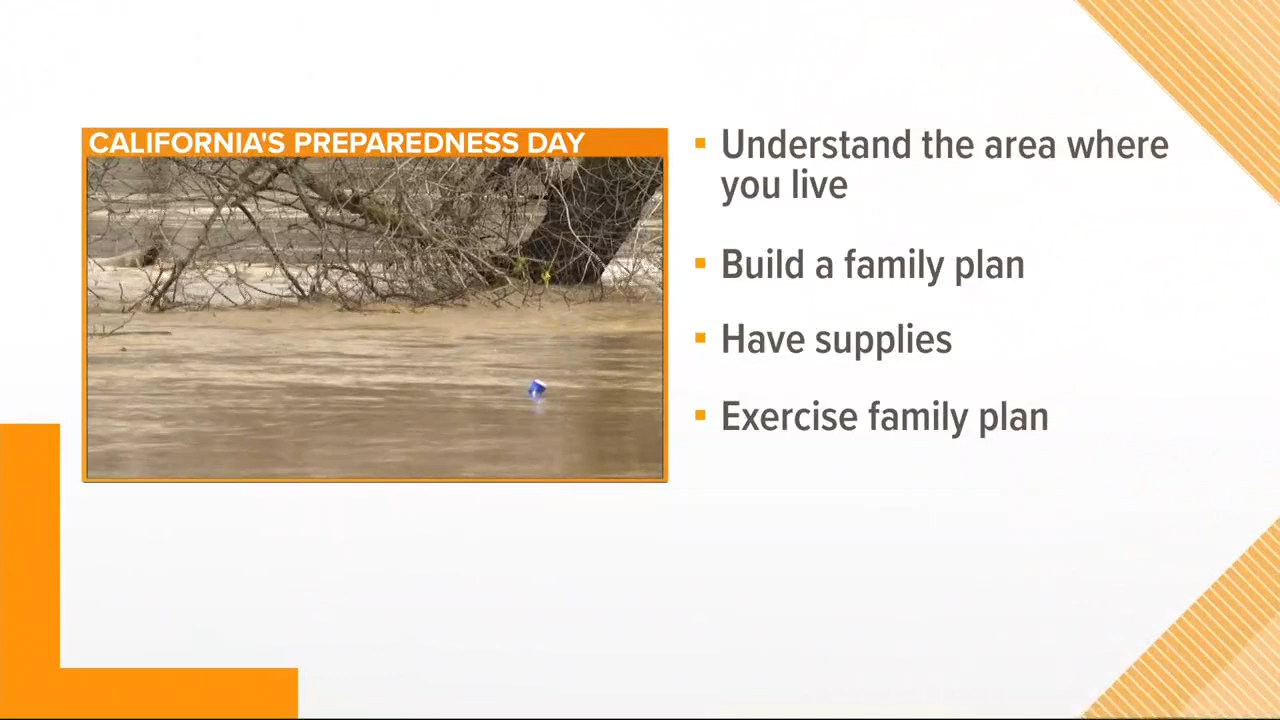 CALIFORNIA'S PREPAREDNESS DAY
Understand the area where
you live
Build a family plan
Have supplies
Exercise family plan